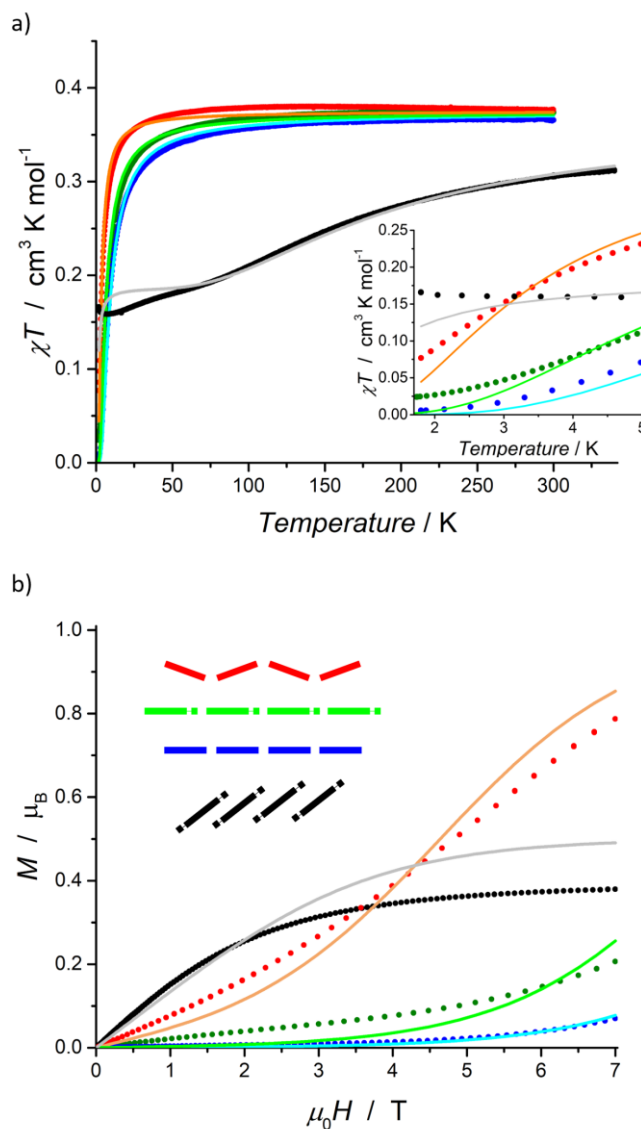 a)
0.4
0.3
0.2
0.1
0.0
χT / cm³ K mol⁻¹
0 50 100 150 200 250 300
Temperature / K
0.25
0.20
0.15
0.10
0.05
0.00
χT / cm³ K mol⁻¹
2 3 4 5
Temperature / K
b)
1.0
0.8
0.6
0.4
0.2
0.0
M / μB
0 1 2 3 4 5 6 7
μ₀H / T